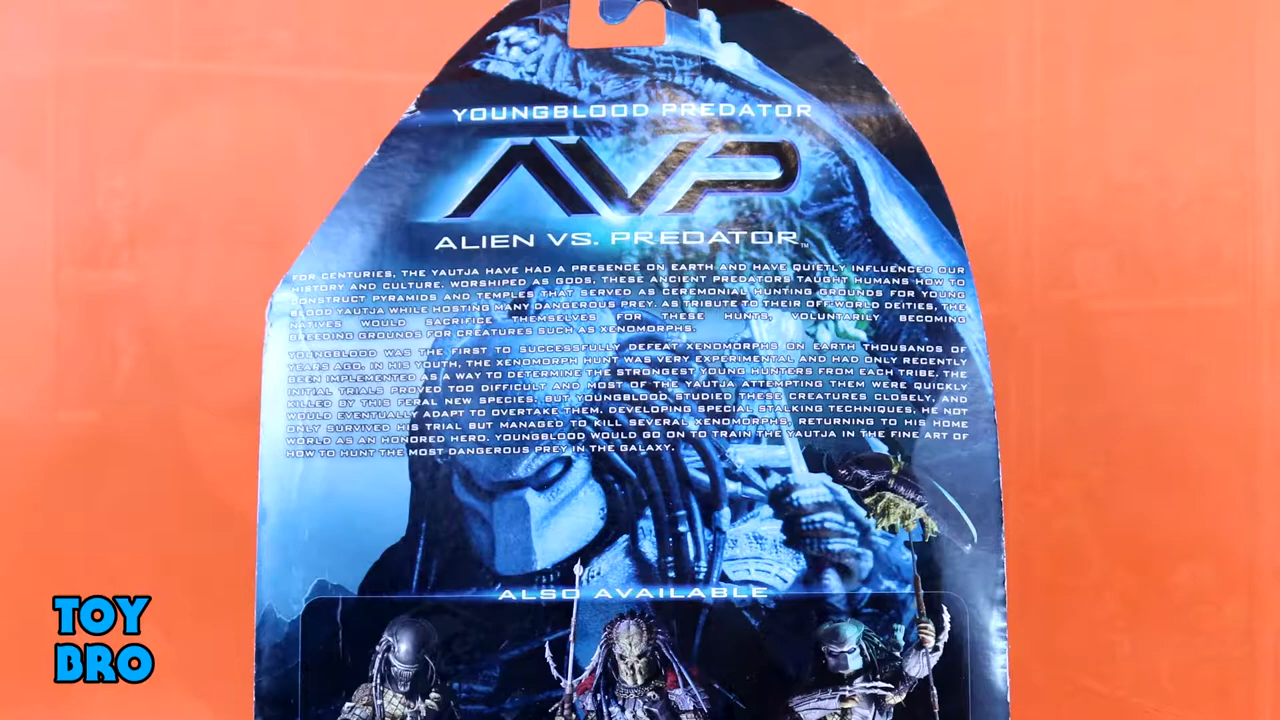 YOUNGBLOOD PREDATOR
AVP
ALIEN VS. PREDATOR™
FOR CENTURIES, THE YAUTJA HAVE HAD A PRESENCE ON EARTH AND HAVE QUIETLY INFLUENCED OUR
HISTORY AND CULTURE. WORSHIPED AS GODS, THESE ANCIENT PREDATORS TAUGHT HUMANS HOW TO
CONSTRUCT PYRAMIDS AND TEMPLES THAT SERVED AS CEREMONIAL HUNTING GROUNDS FOR YOUNG
BLOOD YAUTJA WHILE HOSTING MANY DANGEROUS PREY. AS TRIBUTE TO THEIR OFF-WORLD DEITIES, THE
NATIVES WOULD SACRIFICE THEMSELVES FOR THESE HUNTS, VOLUNTARILY BECOMING
BREEDING GROUNDS FOR CREATURES SUCH AS XENOMORPHS.
YOUNGBLOOD WAS THE FIRST TO SUCCESSFULLY DEFEAT XENOMORPHS ON EARTH THOUSANDS OF
YEARS AGO. IN HIS YOUTH, THE XENOMORPH HUNT WAS VERY EXPERIMENTAL AND HAD ONLY RECENTLY
BEEN IMPLEMENTED AS A WAY TO DETERMINE THE STRONGEST YOUNG HUNTERS FROM EACH TRIBE. THE
INITIAL TRIALS PROVED TOO DIFFICULT AND MOST OF THE YAUTJA ATTEMPTING THEM WERE QUICKLY
KILLED BY THIS FERAL NEW SPECIES. BUT YOUNGBLOOD STUDIED THESE CREATURES CLOSELY, AND
WOULD EVENTUALLY ADAPT TO OVERTAKE THEM. DEVELOPING SPECIAL STALKING TECHNIQUES, HE NOT
ONLY SURVIVED HIS TRIAL BUT MANAGED TO KILL SEVERAL XENOMORPHS, RETURNING TO HIS HOME
WORLD AS AN HONORED HERO. YOUNGBLOOD WOULD GO ON TO TRAIN THE YAUTJA IN THE FINE ART OF
HOW TO HUNT THE MOST DANGEROUS PREY IN THE GALAXY.
ALSO AVAILABLE
TOY
BRO